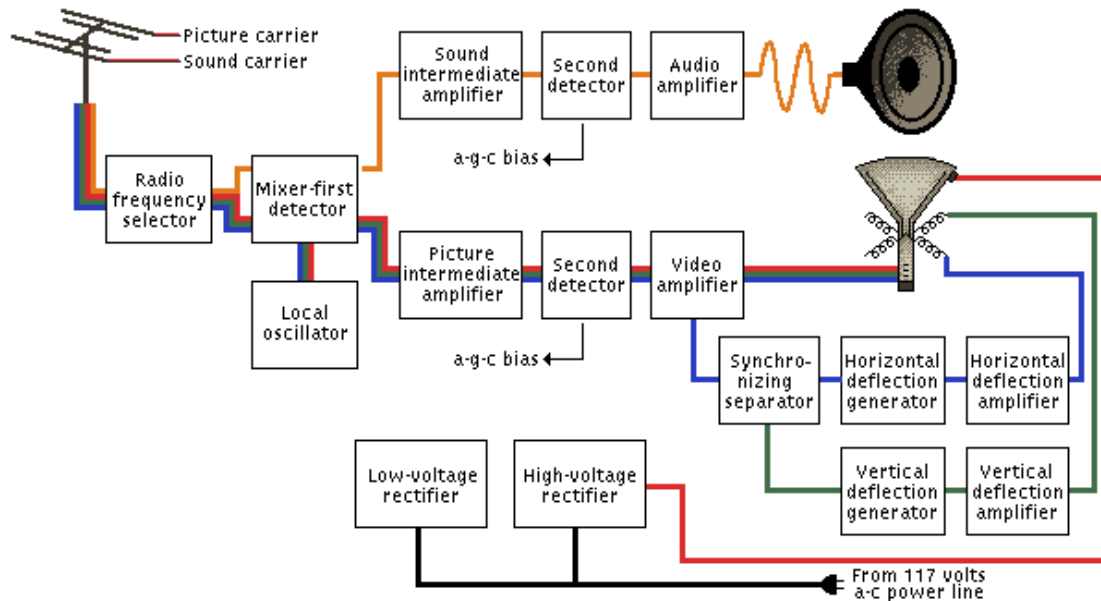 Picture carrier
Sound carrier
Sound
intermediate
amplifier
Second
detector
Audio
amplifier
a-g-c bias
Radio
frequency
selector
Mixer-first
detector
Picture
intermediate
amplifier
Second
detector
Video
amplifier
Local
oscillator
a-g-c bias
Synchro-
nizing
separator
Horizontal
deflection
generator
Horizontal
deflection
amplifier
Low-voltage
rectifier
High-voltage
rectifier
Vertical
deflection
generator
Vertical
deflection
amplifier
From 117 volts
a-c power line